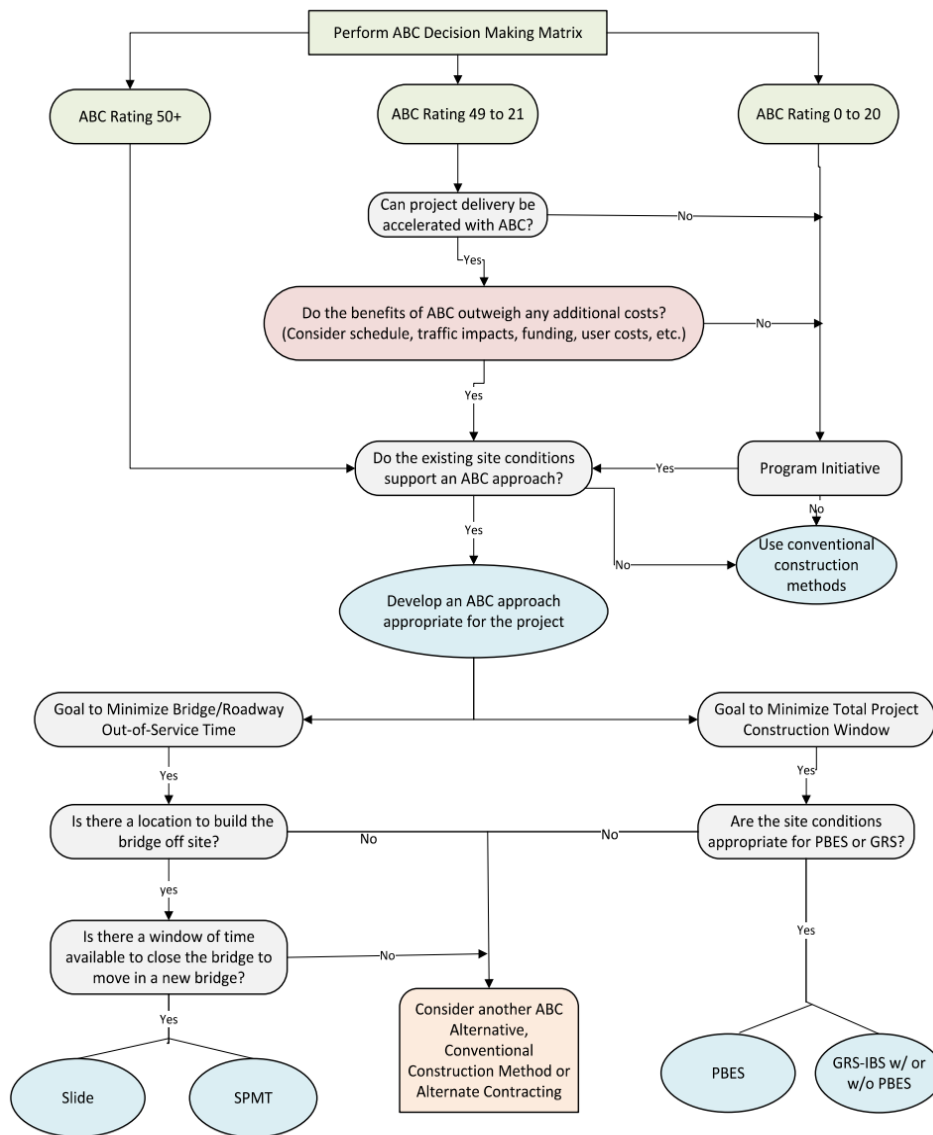 Perform ABC Decision Making Matrix
ABC Rating 50+
ABC Rating 49 to 21
ABC Rating 0 to 20
Can project delivery be
accelerated with ABC?
No
Yes
Do the benefits of ABC outweigh any additional costs?
(Consider schedule, traffic impacts, funding, user costs, etc.)
No
Yes
Do the existing site conditions
support an ABC approach?
Yes
Program Initiative
No
Yes
No
Use conventional
construction
methods
Develop an ABC approach
appropriate for the project
Goal to Minimize Bridge/Roadway
Out-of-Service Time
Goal to Minimize Total Project
Construction Window
Yes
Yes
Is there a location to build the
bridge off site?
No
No
Are the site conditions
appropriate for PBES or GRS?
yes
Yes
Is there a window of time
available to close the bridge to
move in a new bridge?
No
Yes
Consider another ABC
Alternative,
Conventional
Construction Method or
Alternate Contracting
Slide
SPMT
PBES
GRS-IBS w/ or
w/o PBES